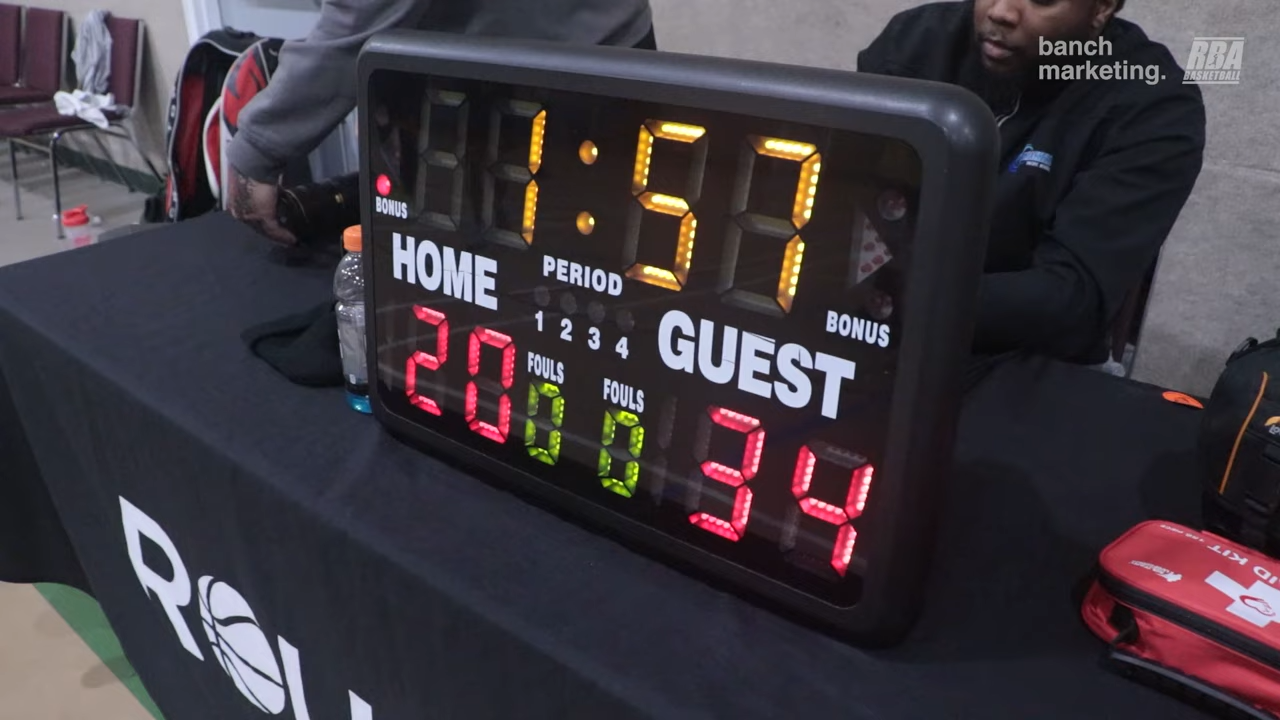 banch
marketing.
RBA
BASKETBALL
1:57
BONUS
HOME
PERIOD
1 2 3 4
GUEST
BONUS
20
FOULS
0
FOULS
0
34